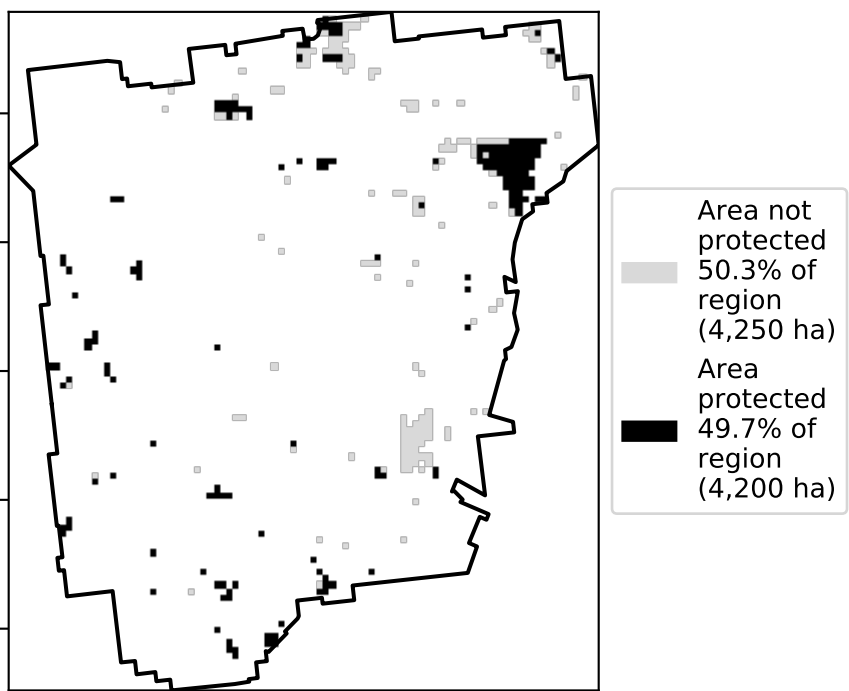 Area not
protected
50.3% of
region
(4,250 ha)
Area
protected
49.7% of
region
(4,200 ha)